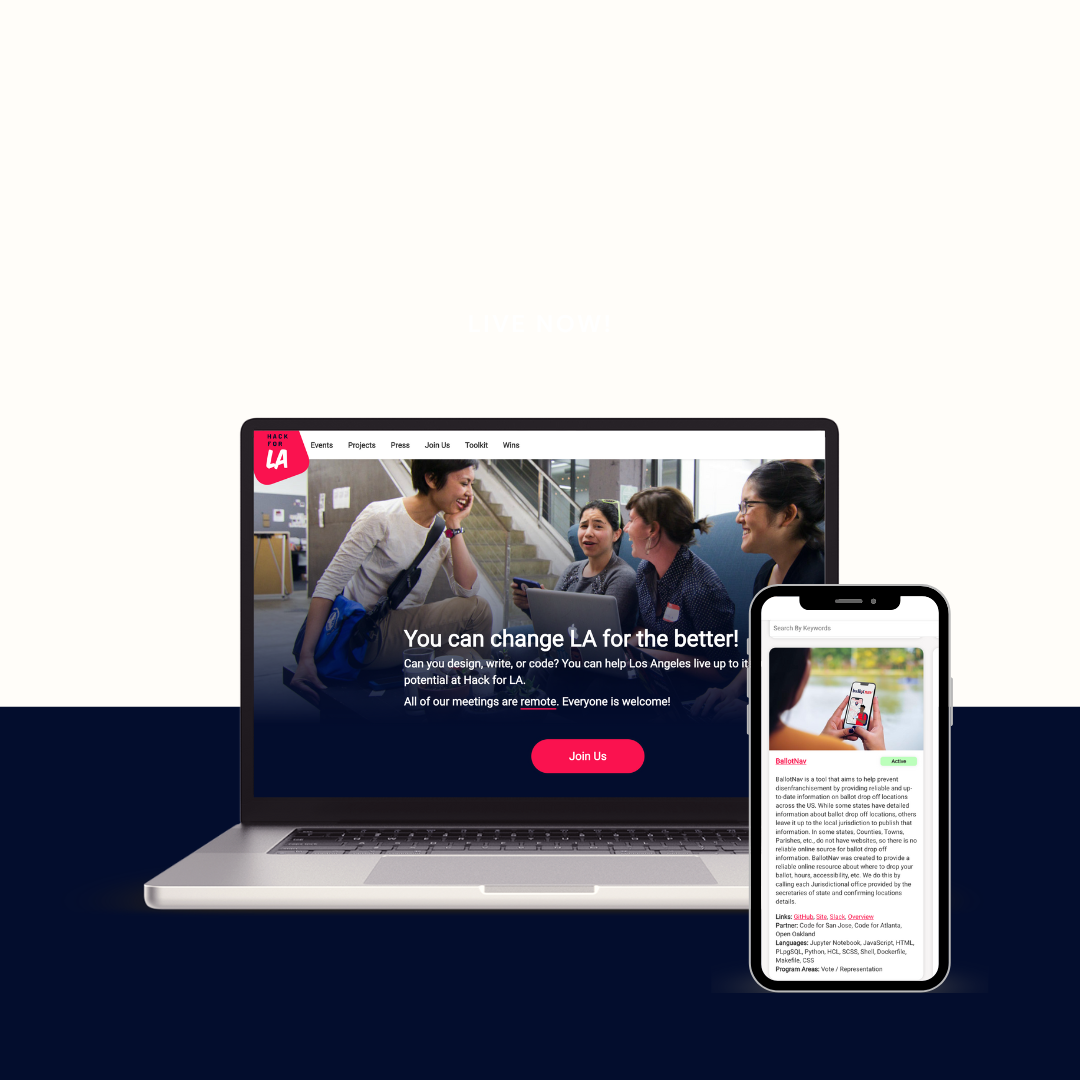 LIVE NOW!
HACK
FOR
LA
Events Projects Press Join Us Toolkit Wins
You can change LA for the better!
Can you design, write, or code? You can help Los Angeles live up to it
potential at Hack for LA.
All of our meetings are remote. Everyone is welcome!
Join Us
Search By Keywords
BallotNav Active
BallotNav is a tool that aims to help prevent
disenfranchisement by providing reliable and up-
to-date information on ballot drop off locations
across the US. While some states have detailed
information about ballot drop off locations, others
leave it up to the local jurisdiction to publish that
information. In some states, Counties, Towns,
Parishes, etc., do not have websites, so there is no
reliable online source for ballot drop off
information. BallotNav was created to provide a
reliable online resource about where to drop your
ballot, hours, accessibility, etc. We do this by
calling each Jurisdictional office provided by the
secretaries of state and confirming locations
details.
Links: GitHub, Site, Slack, Overview
Partner: Code for San Jose, Code for Atlanta,
Open Oakland
Languages: Jupyter Notebook, JavaScript, HTML,
PLpgSQL, Python, HCL, SCSS, Shell, Dockerfile,
Makefile, CSS
Program Areas: Vote / Representation